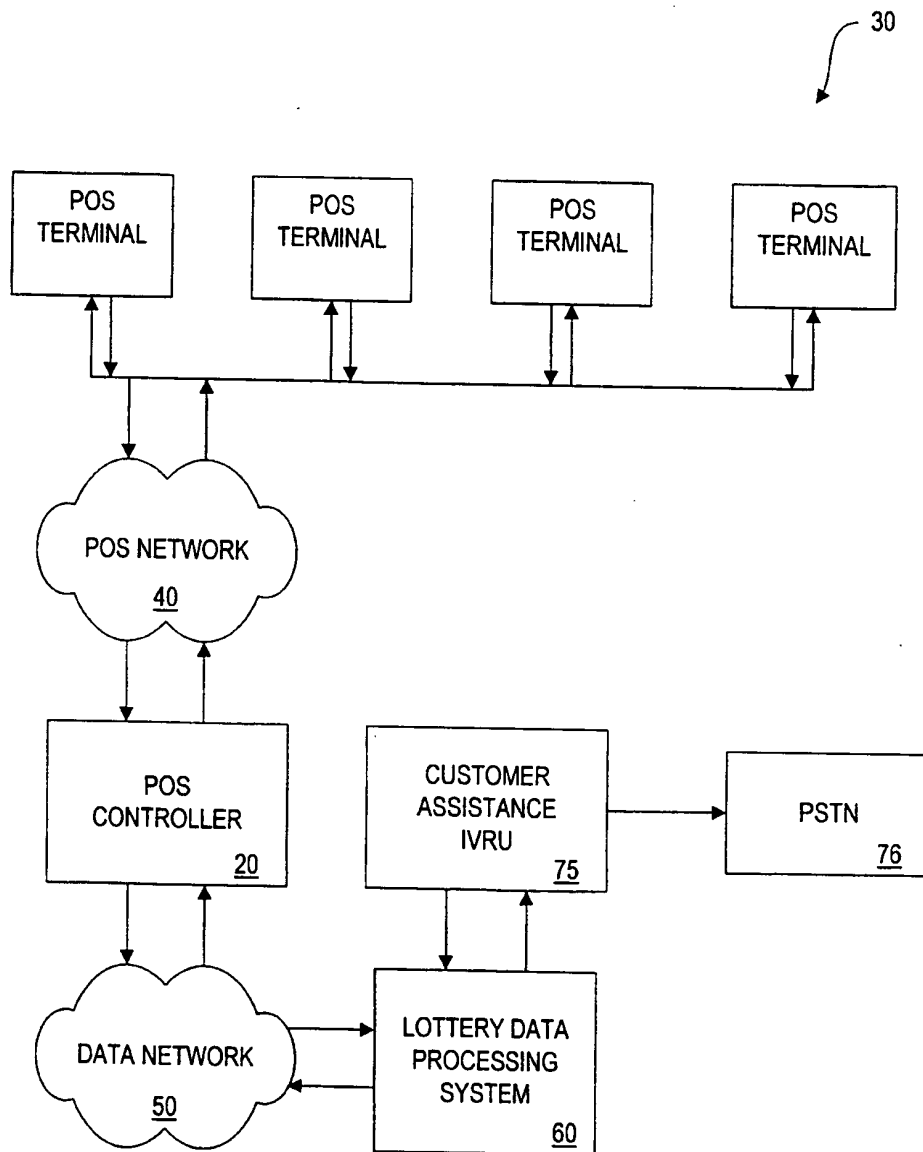 30
POS
TERMINAL
POS
TERMINAL
POS
TERMINAL
POS
TERMINAL
POS NETWORK
40
POS
CONTROLLER
20
CUSTOMER
ASSISTANCE
IVRU
75
PSTN
76
DATA NETWORK
50
LOTTERY DATA
PROCESSING
SYSTEM
60